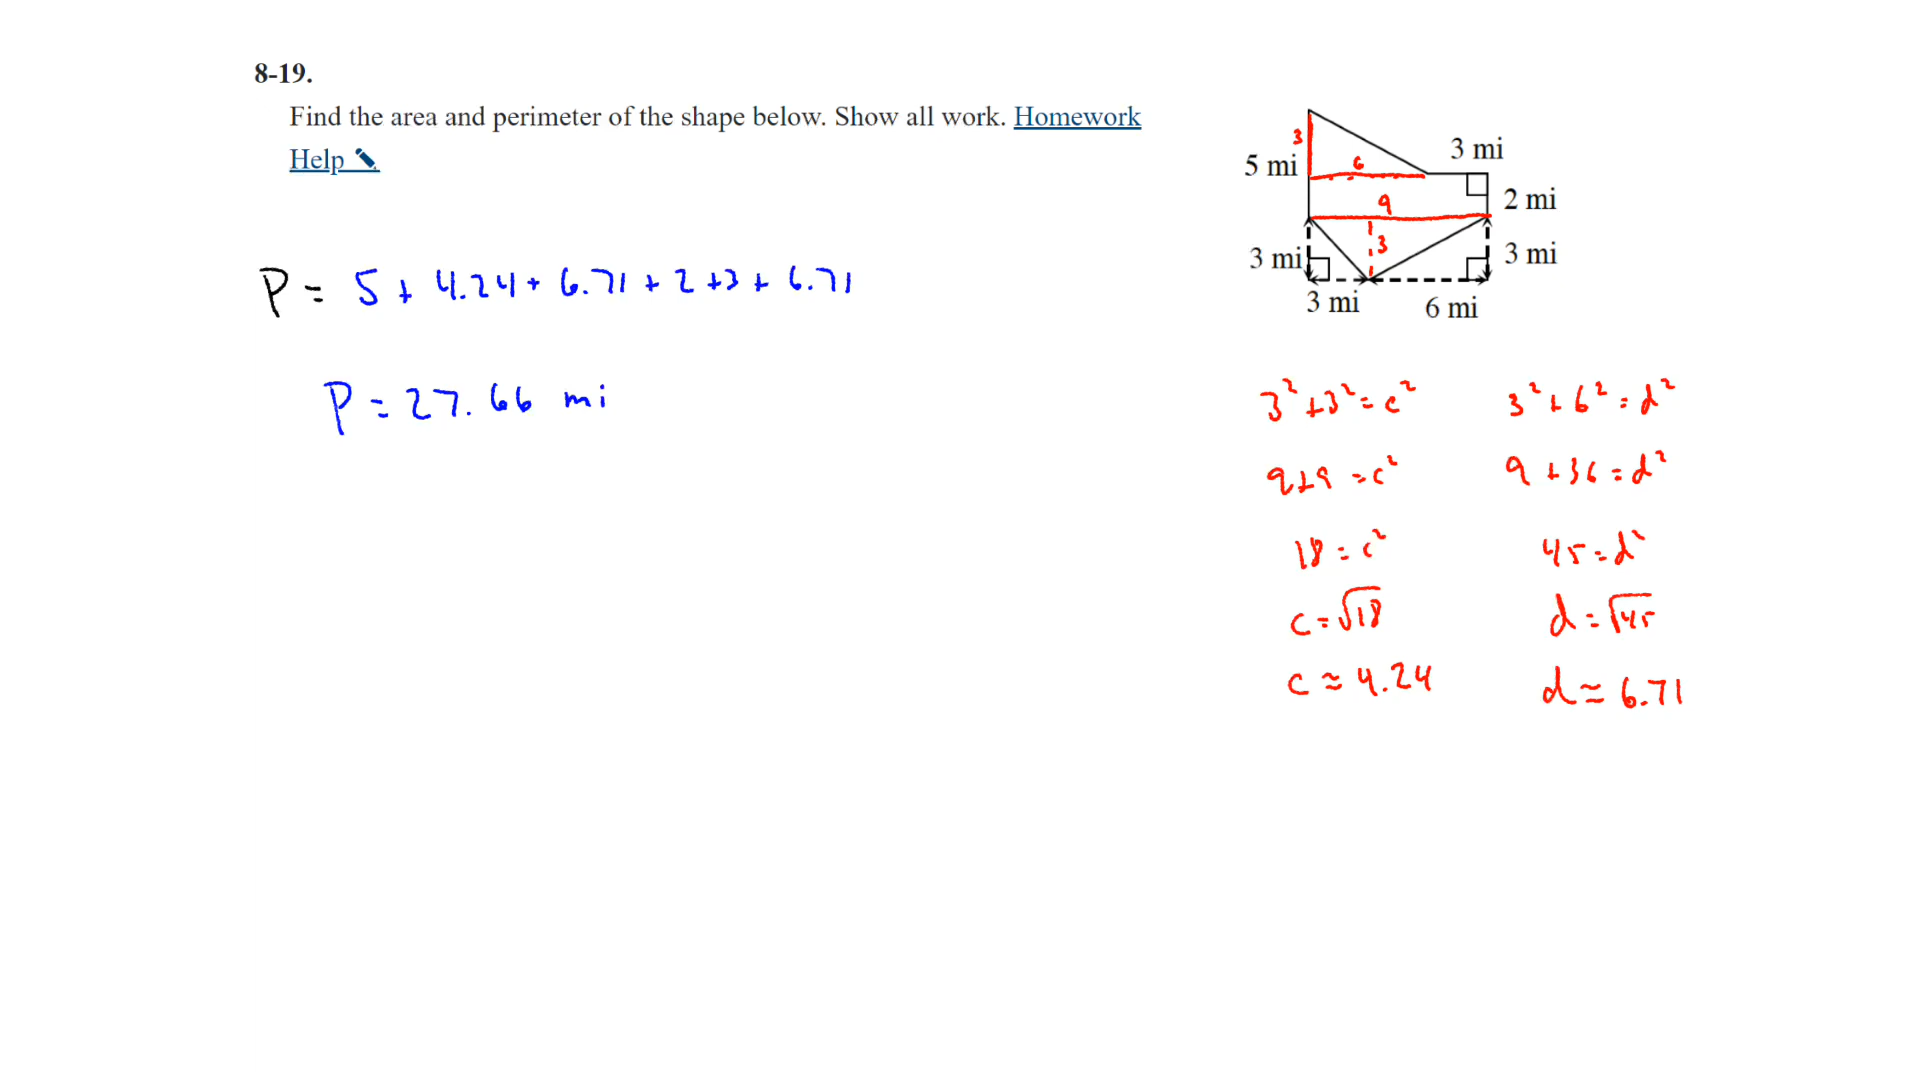 8-19.
Find the area and perimeter of the shape below. Show all work. Homework
Help
3
5 mi
6
3 mi
9
2 mi
3 mi
3
3 mi
3 mi
6 mi
P = 5 + 4.24 + 6.71 + 2 + 3 + 6.71
P = 27.66 mi
3² + 3² = c²
9 + 9 = c²
18 = c²
c = √18
c ≈ 4.24
3² + 6² = d²
9 + 36 = d²
45 = d²
d = √45
d ≈ 6.71